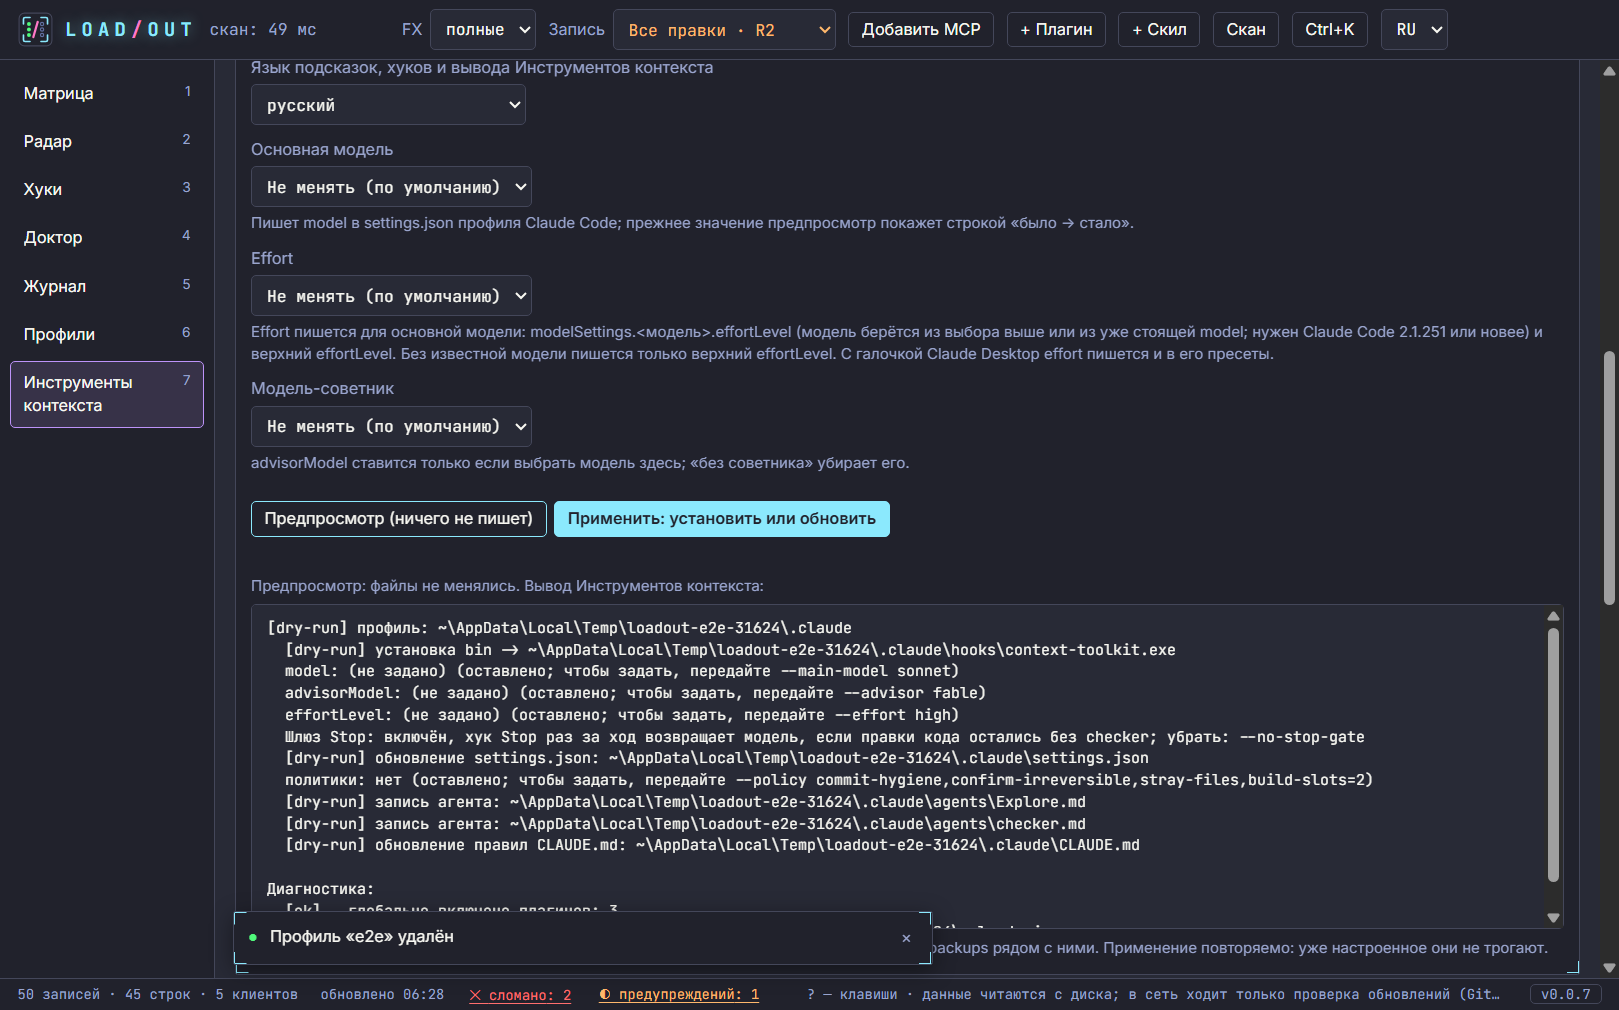 LOAD/OUT скан: 49 мс FX полные Запись Все правки · R2 Добавить MCP + Плагин + Скил Скан Ctrl+K RU
Матрица 1
Радар 2
Хуки 3
Доктор 4
Журнал 5
Профили 6
Инструменты контекста 7
Язык подсказок, хуков и вывода Инструментов контекста
русский
Основная модель
Не менять (по умолчанию)
Пишет model в settings.json профиля Claude Code; прежнее значение предпросмотр покажет строкой «было → стало».
Effort
Не менять (по умолчанию)
Effort пишется для основной модели: modelSettings.<модель>.effortLevel (модель берётся из выбора выше или из уже стоящей model; нужен Claude Code 2.1.251 или новее) и
верхний effortLevel. Без известной модели пишется только верхний effortLevel. С галочкой Claude Desktop effort пишется и в его пресеты.
Модель-советник
Не менять (по умолчанию)
advisorModel ставится только если выбрать модель здесь; «без советника» убирает его.
Предпросмотр (ничего не пишет) Применить: установить или обновить
Предпросмотр: файлы не менялись. Вывод Инструментов контекста:
[dry-run] профиль: ~\AppData\Local\Temp\loadout-e2e-31624\.claude
[dry-run] установка bin —> ~\AppData\Local\Temp\loadout-e2e-31624\.claude\hooks\context-toolkit.exe
model: (не задано) (оставлено; чтобы задать, передайте --main-model sonnet)
advisorModel: (не задано) (оставлено; чтобы задать, передайте --advisor fable)
effortLevel: (не задано) (оставлено; чтобы задать, передайте --effort high)
Шлюз Stop: включён, хук Stop раз за ход возвращает модель, если правки кода остались без checker; убрать: --no-stop-gate
[dry-run] обновление settings.json: ~\AppData\Local\Temp\loadout-e2e-31624\.claude\settings.json
политики: нет (оставлено; чтобы задать, передайте --policy commit-hygiene,confirm-irreversible,stray-files,build-slots=2)
[dry-run] запись агента: ~\AppData\Local\Temp\loadout-e2e-31624\.claude\agents\Explore.md
[dry-run] запись агента: ~\AppData\Local\Temp\loadout-e2e-31624\.claude\agents\checker.md
[dry-run] обновление правил CLAUDE.md: ~\AppData\Local\Temp\loadout-e2e-31624\.claude\CLAUDE.md
Диагностика:
[ok] глобально включено плагинов: 3
Профиль «e2e» удалён ×
backups рядом с ними. Применение повторяемо: уже настроенное они не трогают.
50 записей · 45 строк · 5 клиентов обновлено 06:28 × сломано: 2 предупреждений: 1 ? — клавиши · данные читаются с диска; в сеть ходит только проверка обновлений (Git… v0.0.7